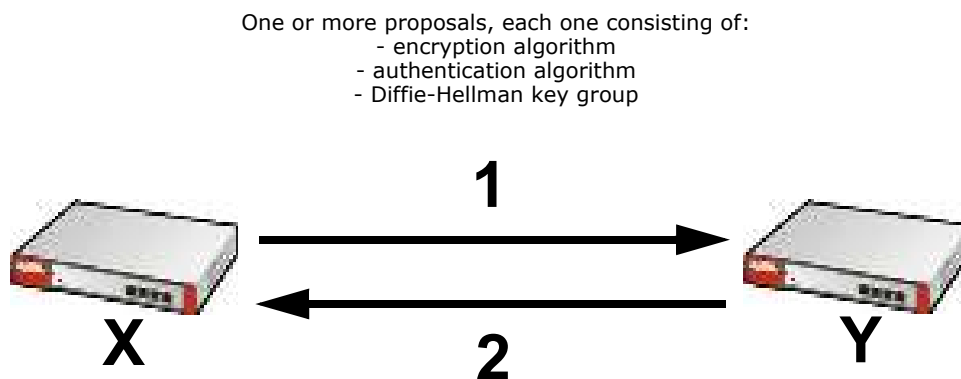 One or more proposals, each one consisting of:
- encryption algorithm
- authentication algorithm
- Diffie-Hellman key group
1
X
Y
2